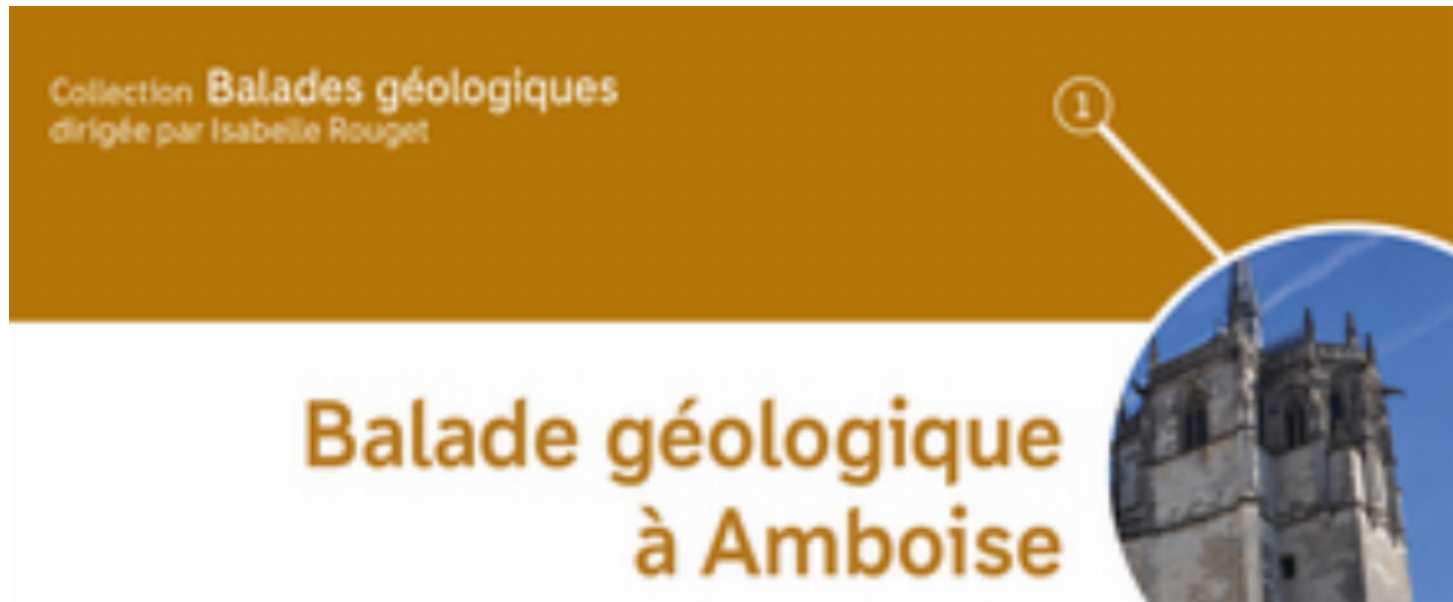 Collection Balades géologiques
dirigée par Isabelle Rouget
1
Balade géologique
à Amboise